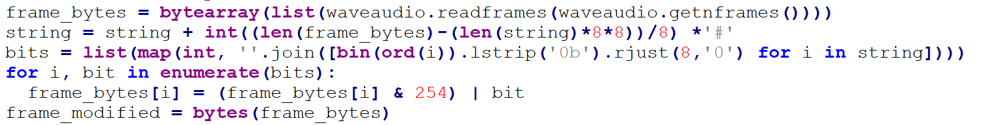 frame_bytes = bytearray(list(waveaudio.readframes(waveaudio.getnframes())))
string = string + int((len(frame_bytes)-(len(string)*8*8))/8) *'#'
bits = list(map(int, ''.join([bin(ord(i)).lstrip('0b').rjust(8,'0') for i in string])))
for i, bit in enumerate(bits):
  frame_bytes[i] = (frame_bytes[i] & 254) | bit
frame_modified = bytes(frame_bytes)